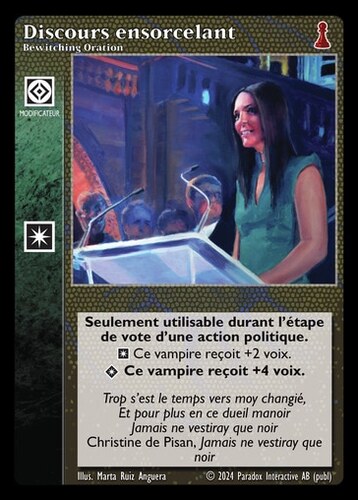 Discours ensorcelant
Bewitching Oration
MODIFICATEUR
Seulement utilisable durant l'étape
de vote d'une action politique.
Ce vampire reçoit +2 voix.
Ce vampire reçoit +4 voix.
Trop s'est le temps vers moy changié,
Et pour plus en ce dueil manoir
Jamais ne vestiray que noir
Christine de Pisan, Jamais ne vestiray que
noir
Illus. Marta Ruiz Anguera
© 2024 Paradox Interactive AB (publ)